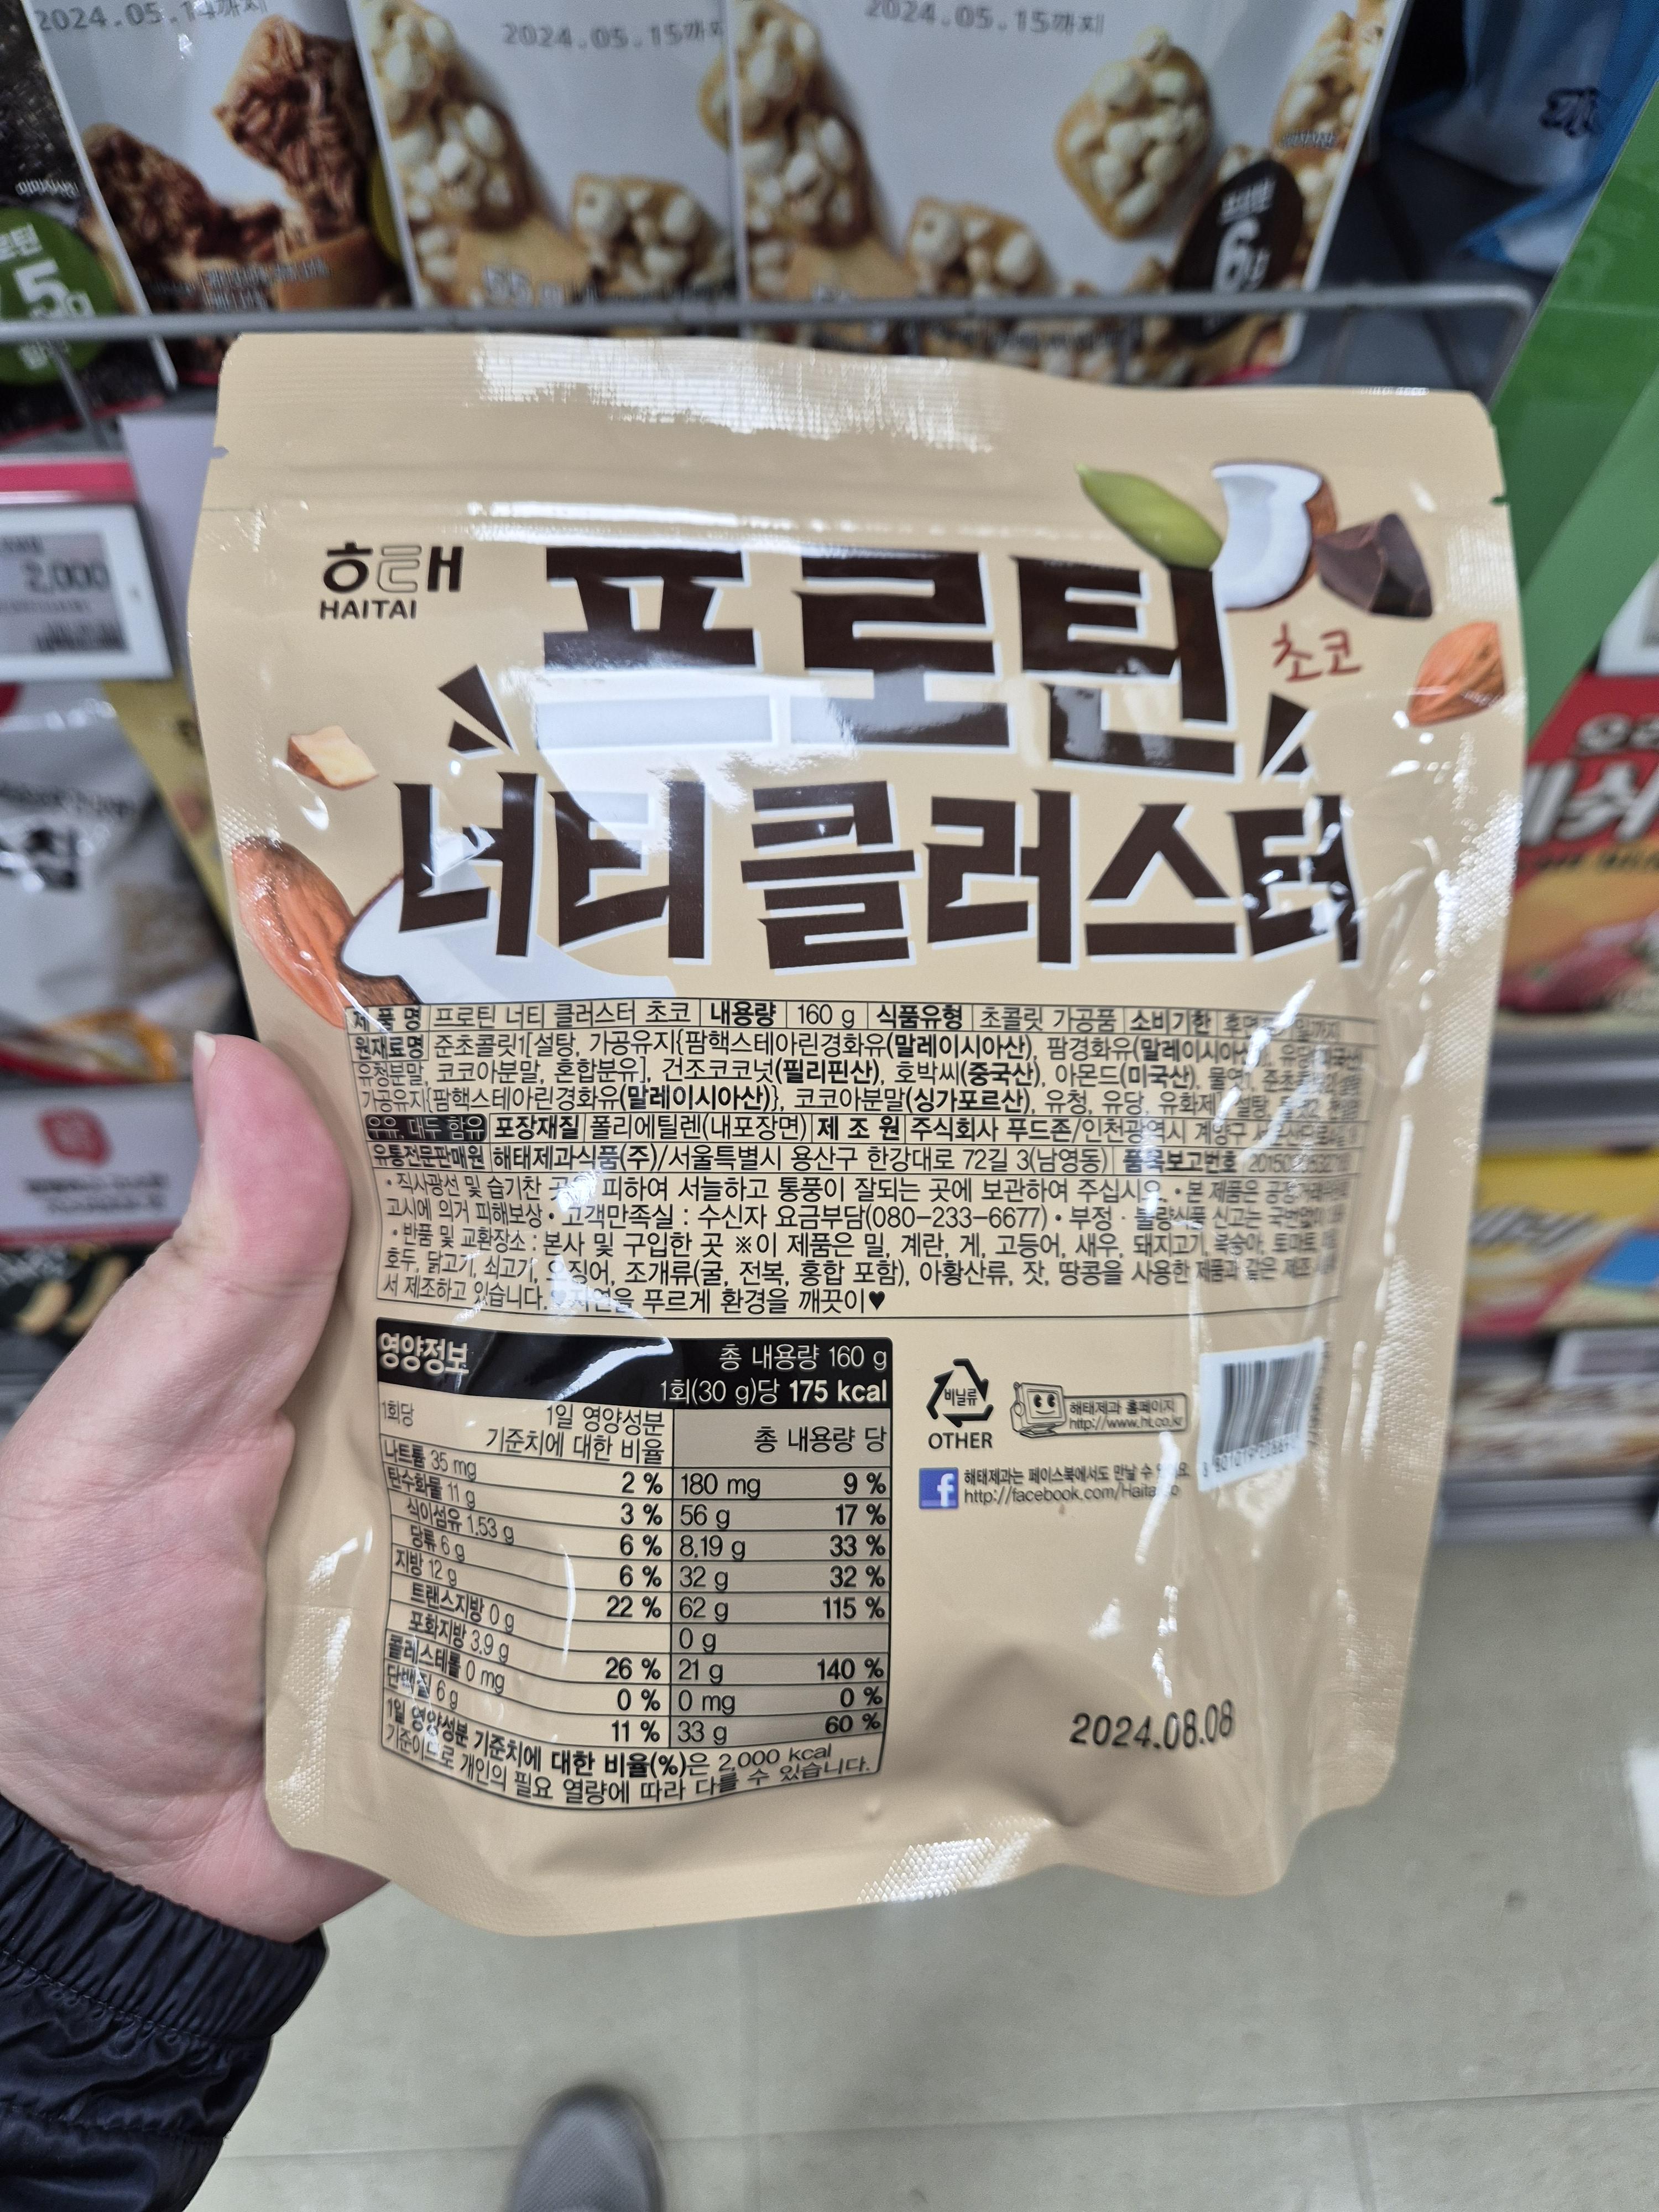 2024.05.14까지
2024.05.15까지
2024.05.15까지
2,000
5g
6g
해태
HAITAI
프로틴
초코
너티 클러스터
제 품 명 프로틴 너티 클러스터 초코 내용량 160 g 식품유형 초콜릿 가공품 소비기한
원재료명 준초콜릿1[설탕, 가공유지{팜핵스테아린경화유(말레이시아산), 팜경화유(말레이시아산)
유청분말, 코코아분말, 혼합분유], 건조코코넛(필리핀산), 호박씨(중국산), 아몬드(미국산), 물엿1,
가공유지{팜핵스테아린경화유(말레이시아산)}, 코코아분말(싱가포르산), 유청, 유당, 유화제, 설탕,
우유, 대두 함유 포장재질 폴리에틸렌(내포장면) 제 조 원 주식회사 푸드존/인천광역시 계양구
유통전문판매원 해태제과식품(주)/서울특별시 용산구 한강대로 72길 3(남영동) 품목보고번호
• 직사광선 및 습기찬 곳을 피하여 서늘하고 통풍이 잘되는 곳에 보관하여 주십시오. • 본 제품은 공정거래위원회
고시에 의거 피해보상 • 고객만족실 : 수신자 요금부담(080-233-6677) • 부정 · 불량식품 신고는 국번없이
• 반품 및 교환장소 : 본사 및 구입한 곳 ※이 제품은 밀, 계란, 게, 고등어, 새우, 돼지고기, 복숭아, 토마토,
호두, 닭고기, 쇠고기, 오징어, 조개류(굴, 전복, 홍합 포함), 아황산류, 잣, 땅콩을 사용한 제품과 같은 제조
서 제조하고 있습니다. ♥자연을 푸르게 환경을 깨끗이♥
영양정보 총 내용량 160 g
1회(30 g)당 175 kcal
1회당 1일 영양성분 기준치에 대한 비율 총 내용량 당
나트륨 35 mg 2 % 180 mg 9 %
탄수화물 11 g 3 % 56 g 17 %
식이섬유 1.53 g 6 % 8.19 g 33 %
당류 6 g 6 % 32 g 32 %
지방 12 g 22 % 62 g 115 %
트랜스지방 0 g 0 g
포화지방 3.9 g 26 % 21 g 140 %
콜레스테롤 0 mg 0 % 0 mg 0 %
단백질 6 g 11 % 33 g 60 %
1일 영양성분 기준치에 대한 비율(%)은 2,000 kcal
기준이므로 개인의 필요 열량에 따라 다를 수 있습니다.
비닐류
OTHER
해태제과 홈페이지
http://www.ht.co.kr
해태제과는 페이스북에서도 만날 수 있어요
http://facebook.com/
2024.08.08